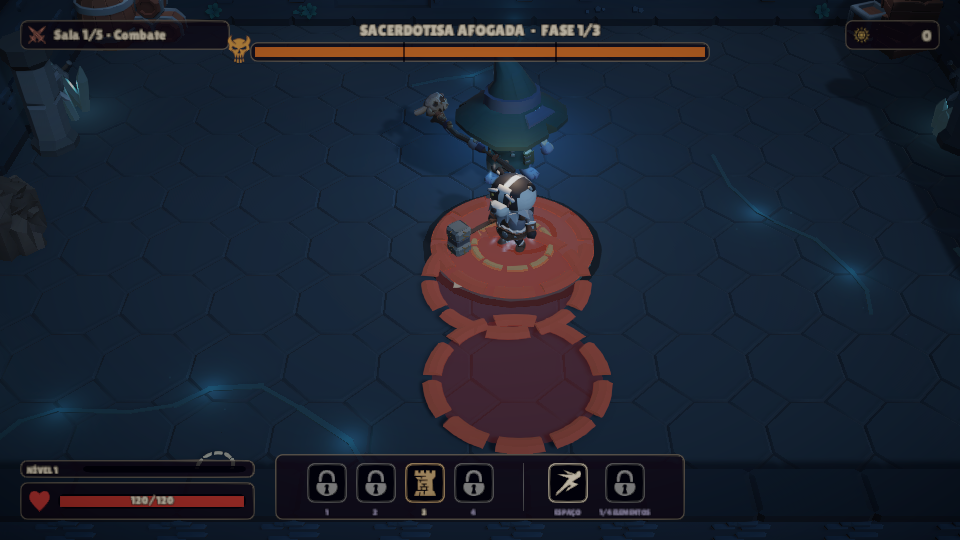 Sala 1/5 - Combate
SACERDOTISA AFOGADA - FASE 1/3
0
NÍVEL 1
120/120
1
2
3
4
ESPAÇO
1/4 ELEMENTOS